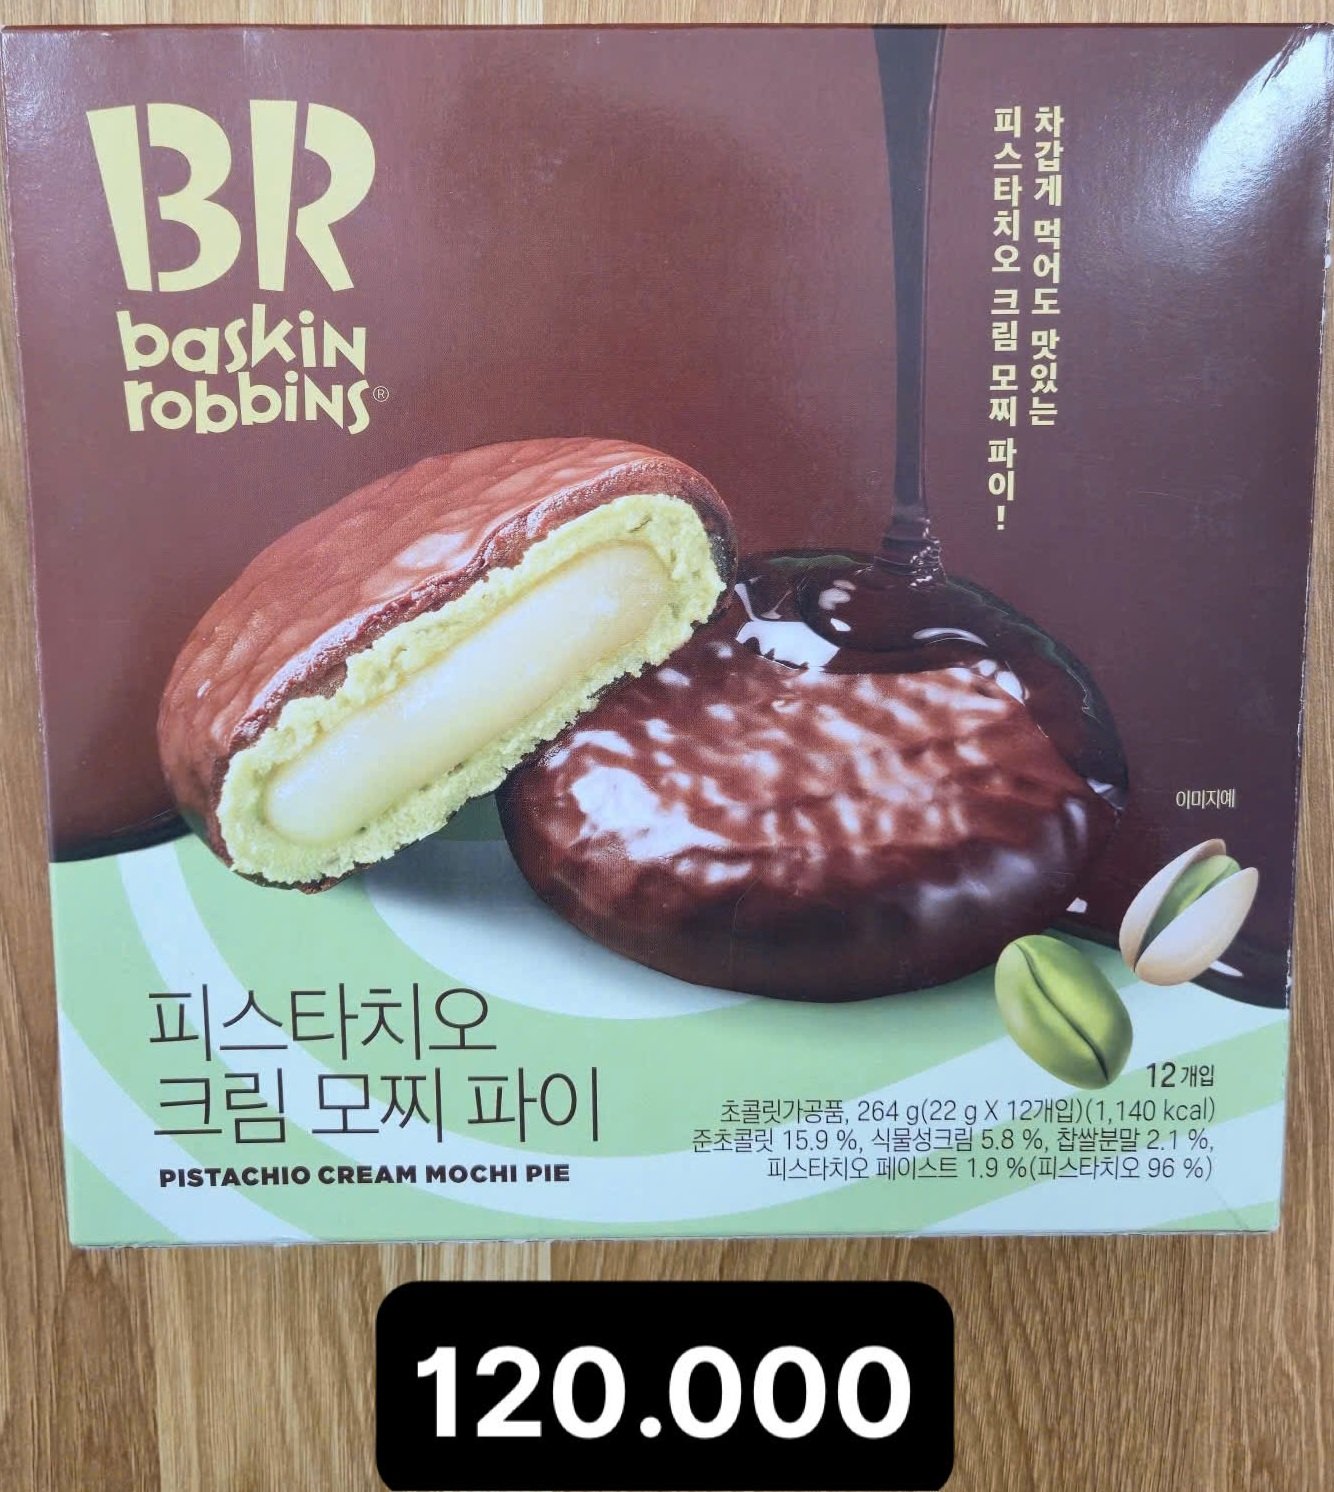 BR
baskin
robbins®
차갑게 먹어도 맛있는
피스타치오 크림 모찌 파이!
이미지예
피스타치오
크림 모찌 파이
PISTACHIO CREAM MOCHI PIE
12개입
초콜릿가공품, 264 g(22 g X 12개입)(1,140 kcal)
준초콜릿 15.9 %, 식물성크림 5.8 %, 찹쌀분말 2.1 %,
피스타치오 페이스트 1.9 %(피스타치오 96 %)
120.000